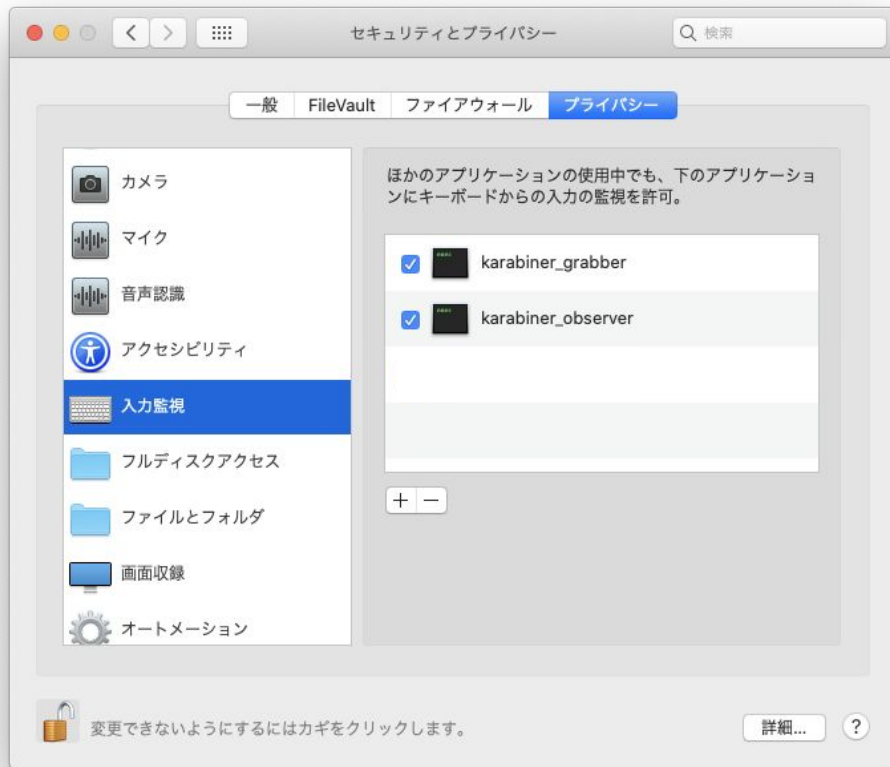 セキュリティとプライバシー
検索
一般
FileVault
ファイアウォール
プライバシー
カメラ
マイク
音声認識
アクセシビリティ
入力監視
フルディスクアクセス
ファイルとフォルダ
画面収録
オートメーション
ほかのアプリケーションの使用中でも、下のアプリケーショ
ンにキーボードからの入力の監視を許可。
karabiner_grabber
karabiner_observer
変更できないようにするにはカギをクリックします。
詳細...
?